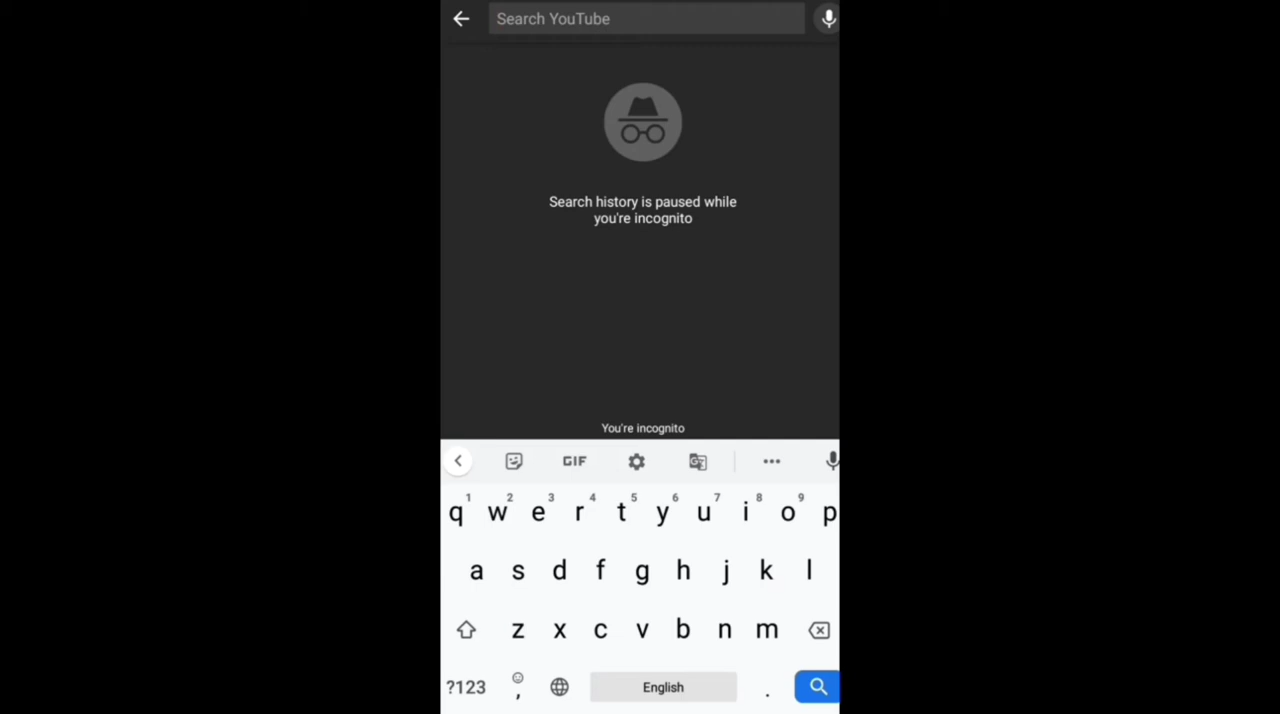 Search YouTube
Search history is paused while
you're incognito
You're incognito
GIF
1 2 3 4 5 6 7 8 9
q w e r t y u i o p
a s d f g h j k l
z x c v b n m
?123 , English .